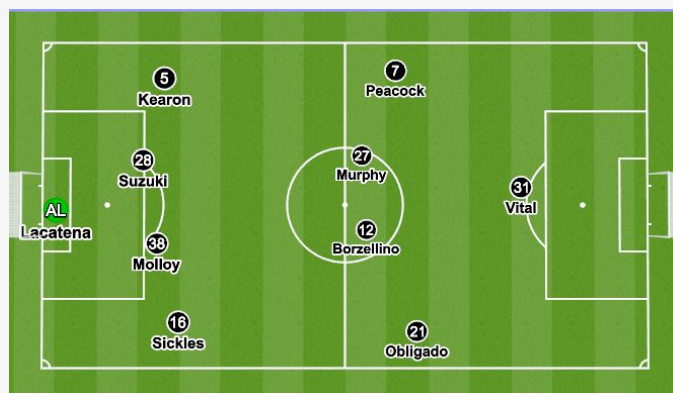 5
Kearon
7
Peacock
28
Suzuki
27
Murphy
31
Vital
AL
Lacatena
38
Molloy
12
Borzellino
16
Sickles
21
Obligado